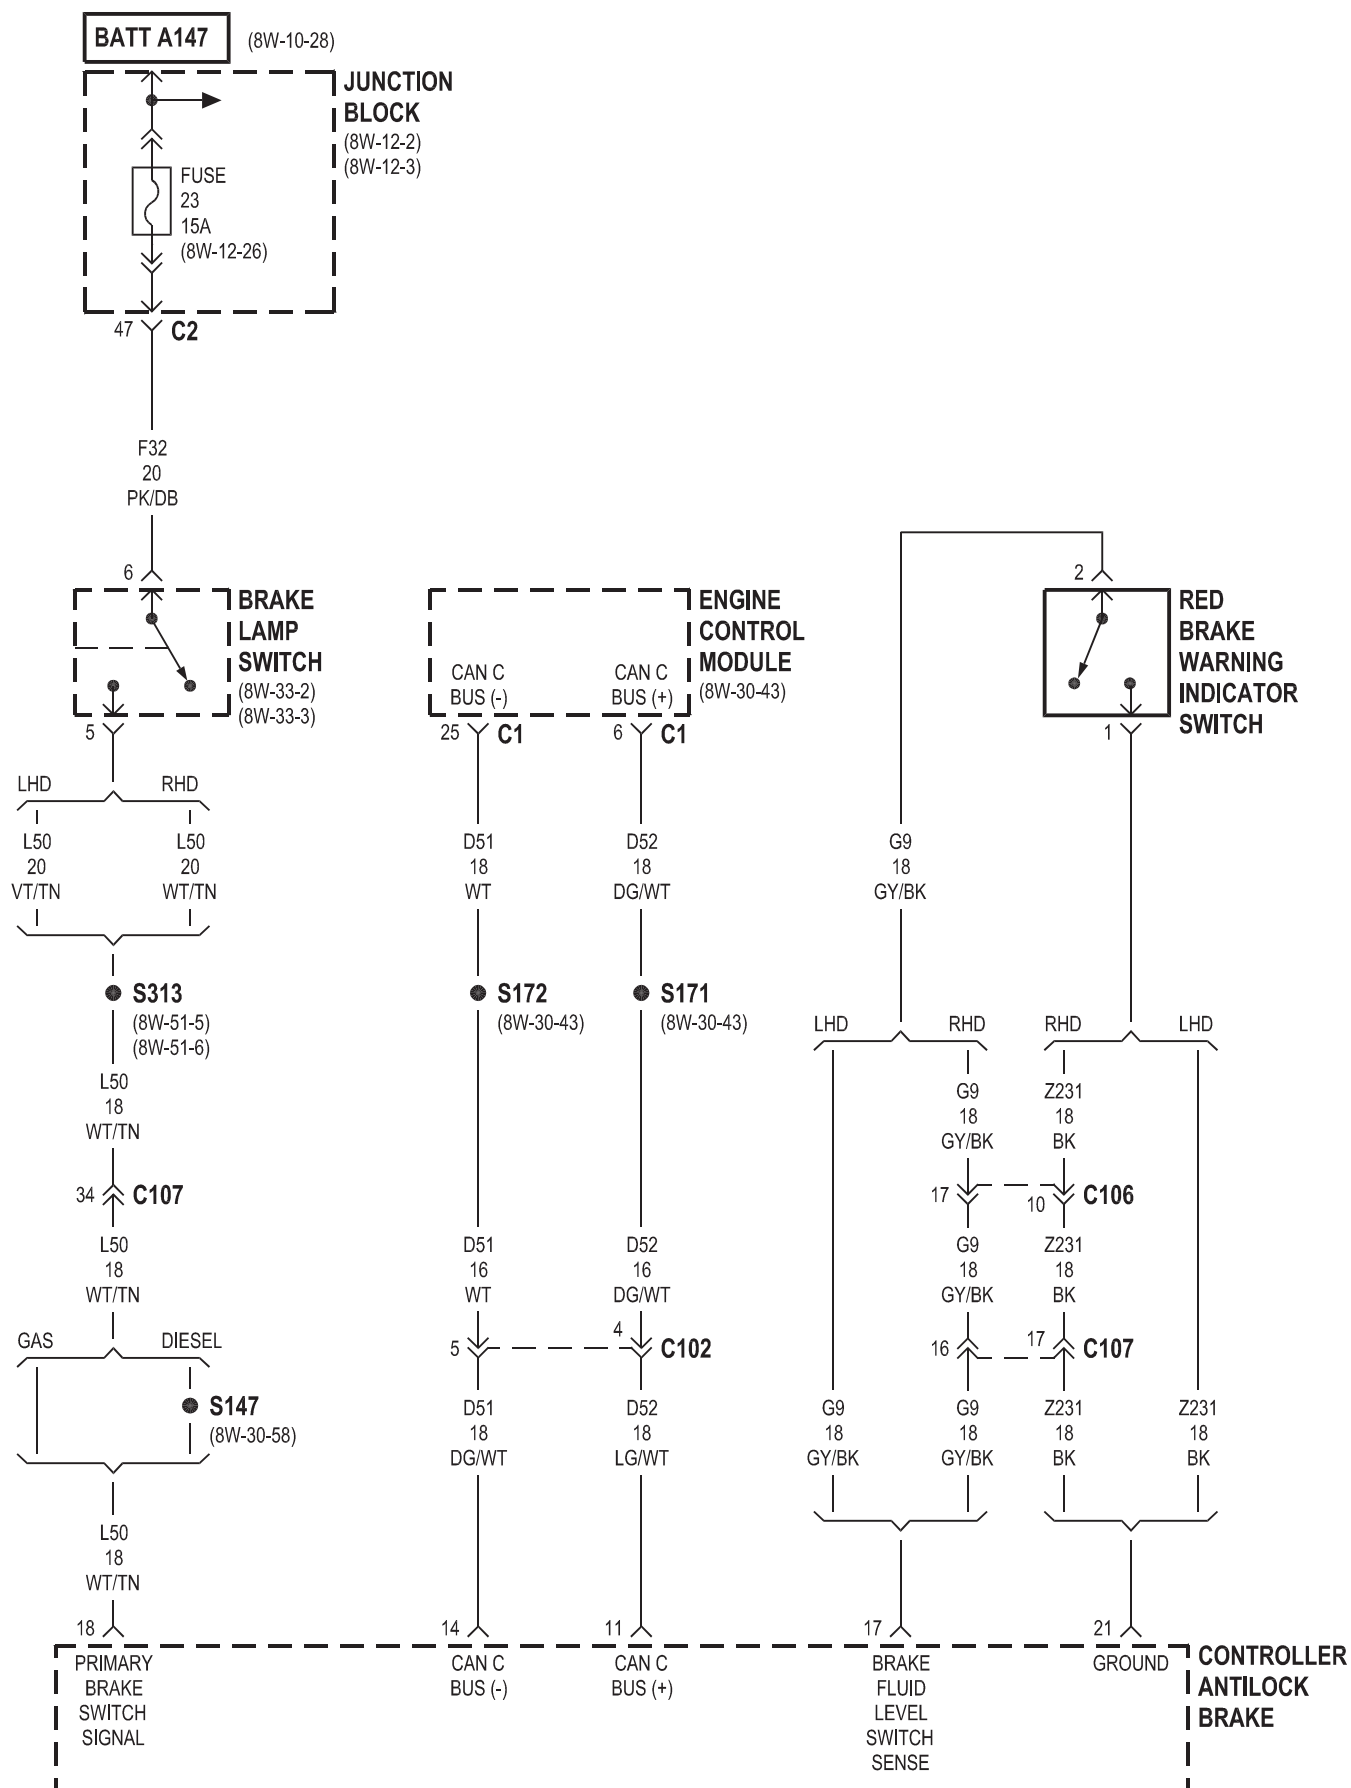 BATT A147 (8W-10-28)
JUNCTION
BLOCK
(8W-12-2)
(8W-12-3)
FUSE
23
15A
(8W-12-26)
47 C2
F32
20
PK/DB
6
BRAKE
LAMP
SWITCH
(8W-33-2)
(8W-33-3)
5
LHD RHD
L50
20
VT/TN
L50
20
WT/TN
S313
(8W-51-5)
(8W-51-6)
L50
18
WT/TN
34 C107
L50
18
WT/TN
GAS DIESEL
S147
(8W-30-58)
L50
18
WT/TN
18
PRIMARY
BRAKE
SWITCH
SIGNAL
ENGINE
CONTROL
MODULE
(8W-30-43)
CAN C
BUS (-)
CAN C
BUS (+)
25 C1
6 C1
D51
18
WT
D52
18
DG/WT
S172
(8W-30-43)
S171
(8W-30-43)
D51
16
WT
D52
16
DG/WT
5
4
C102
D51
18
DG/WT
D52
18
LG/WT
14
11
CAN C
BUS (-)
CAN C
BUS (+)
2
RED
BRAKE
WARNING
INDICATOR
SWITCH
1
G9
18
GY/BK
LHD RHD
RHD LHD
G9
18
GY/BK
Z231
18
BK
17
10
C106
G9
18
GY/BK
Z231
18
BK
16
17
C107
G9
18
GY/BK
G9
18
GY/BK
Z231
18
BK
Z231
18
BK
17
21
BRAKE
FLUID
LEVEL
SWITCH
SENSE
GROUND
CONTROLLER
ANTILOCK
BRAKE